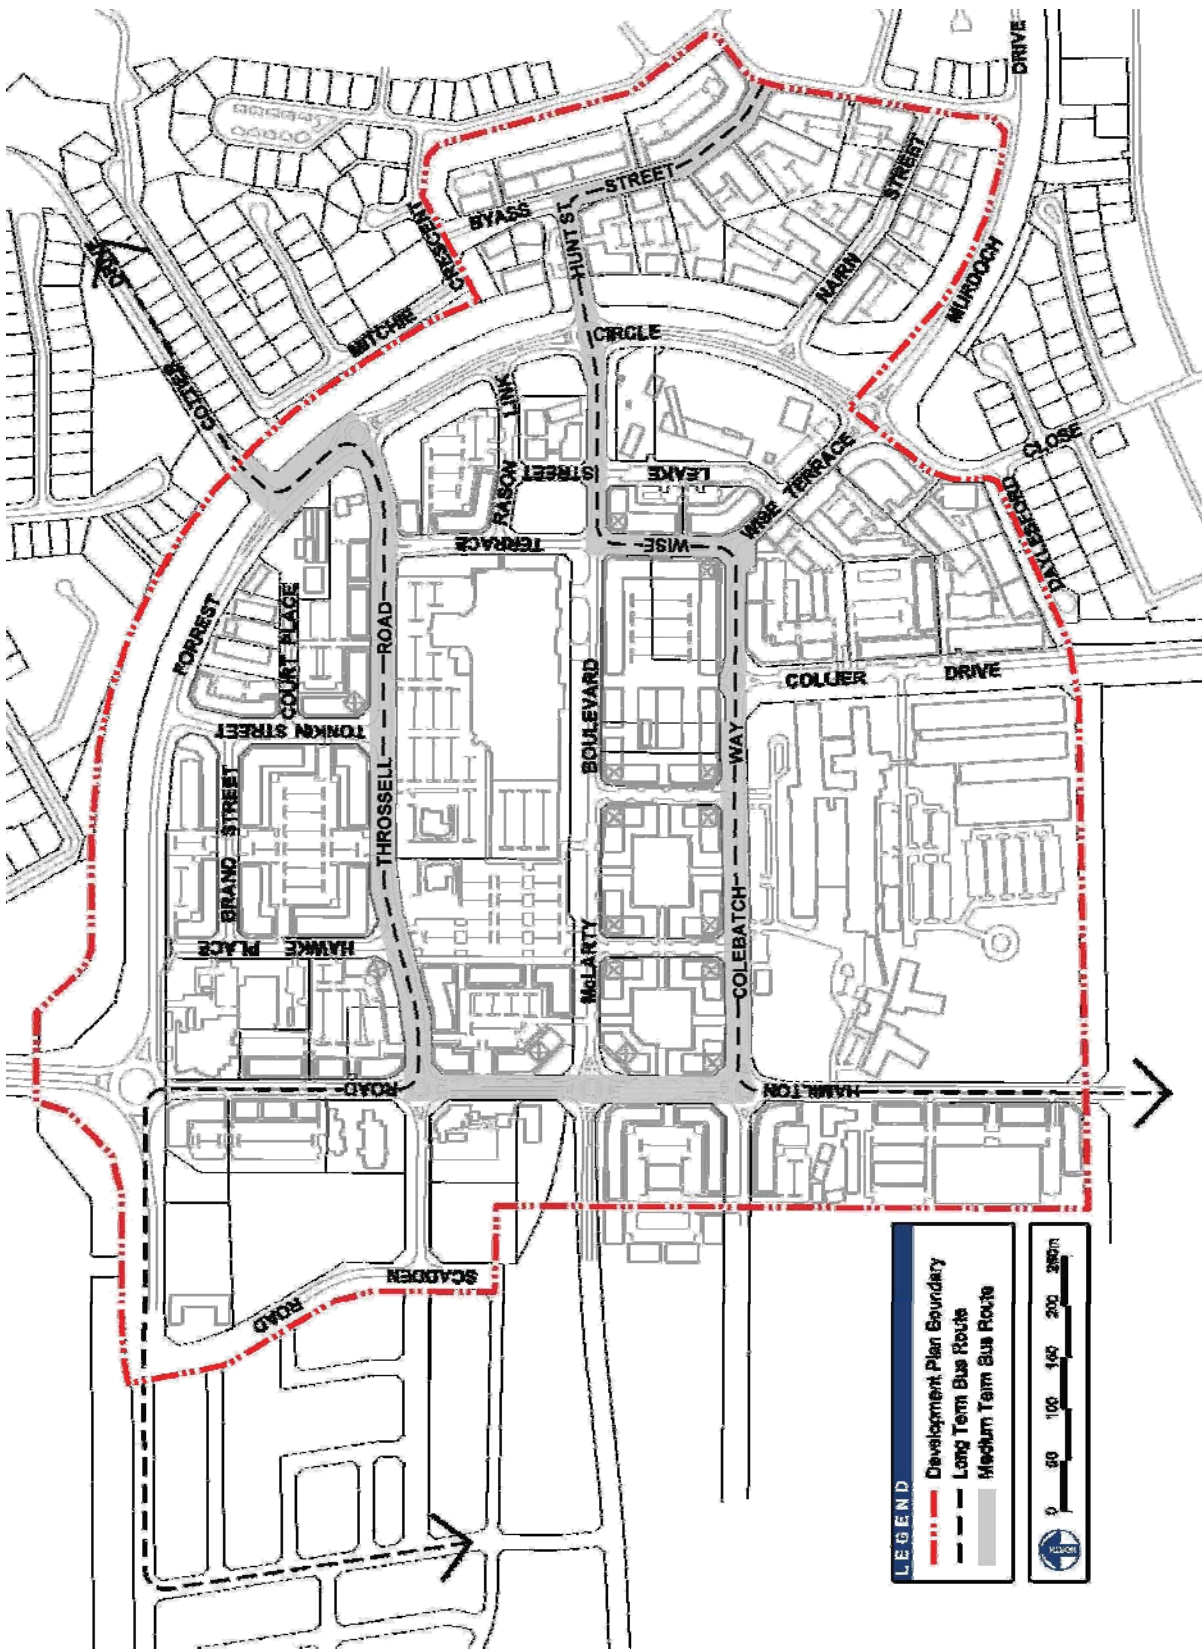 DRIVE
COTTER
MITCHIE
CRESCENT
BYASS
STREET
HUNT ST
NAIRN
STREET
MURDOCH
DRIVE
CIRCLE
LINK
RASON
STREET
LEAKE
WISE TERRACE
CLOSE
DAYLESFORD
TERRACE
WISE
FORREST
COURT PLACE
TONKIN STREET
BRAND STREET
HAWKE
PLACE
THROSSELL ROAD
BOULEVARD
McLARTY
COLEBATCH
WAY
COLLIER
DRIVE
ROAD
HAMILTON
SCADDEN
ROAD
LEGEND
Development Plan Boundary
Long Term Bus Route
Medium Term Bus Route
0 50 100 150 200 250m
NORTH